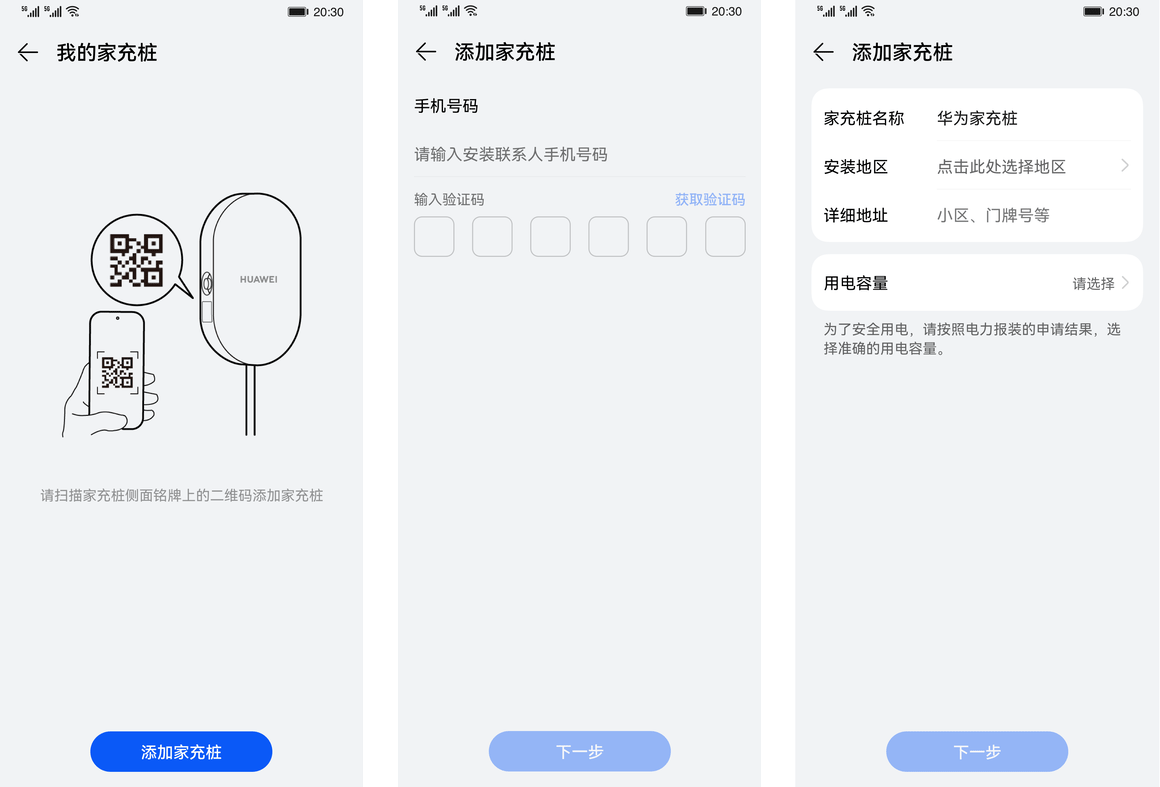 5G 5G 20:30
我的家充桩
HUAWEI
请扫描家充桩侧面铭牌上的二维码添加家充桩
添加家充桩
5G 5G 20:30
添加家充桩
手机号码
请输入安装联系人手机号码
输入验证码 获取验证码
下一步
5G 5G 20:30
添加家充桩
家充桩名称 华为家充桩
安装地区 点击此处选择地区
详细地址 小区、门牌号等
用电容量 请选择
为了安全用电，请按照电力报装的申请结果，选
择准确的用电容量。
下一步